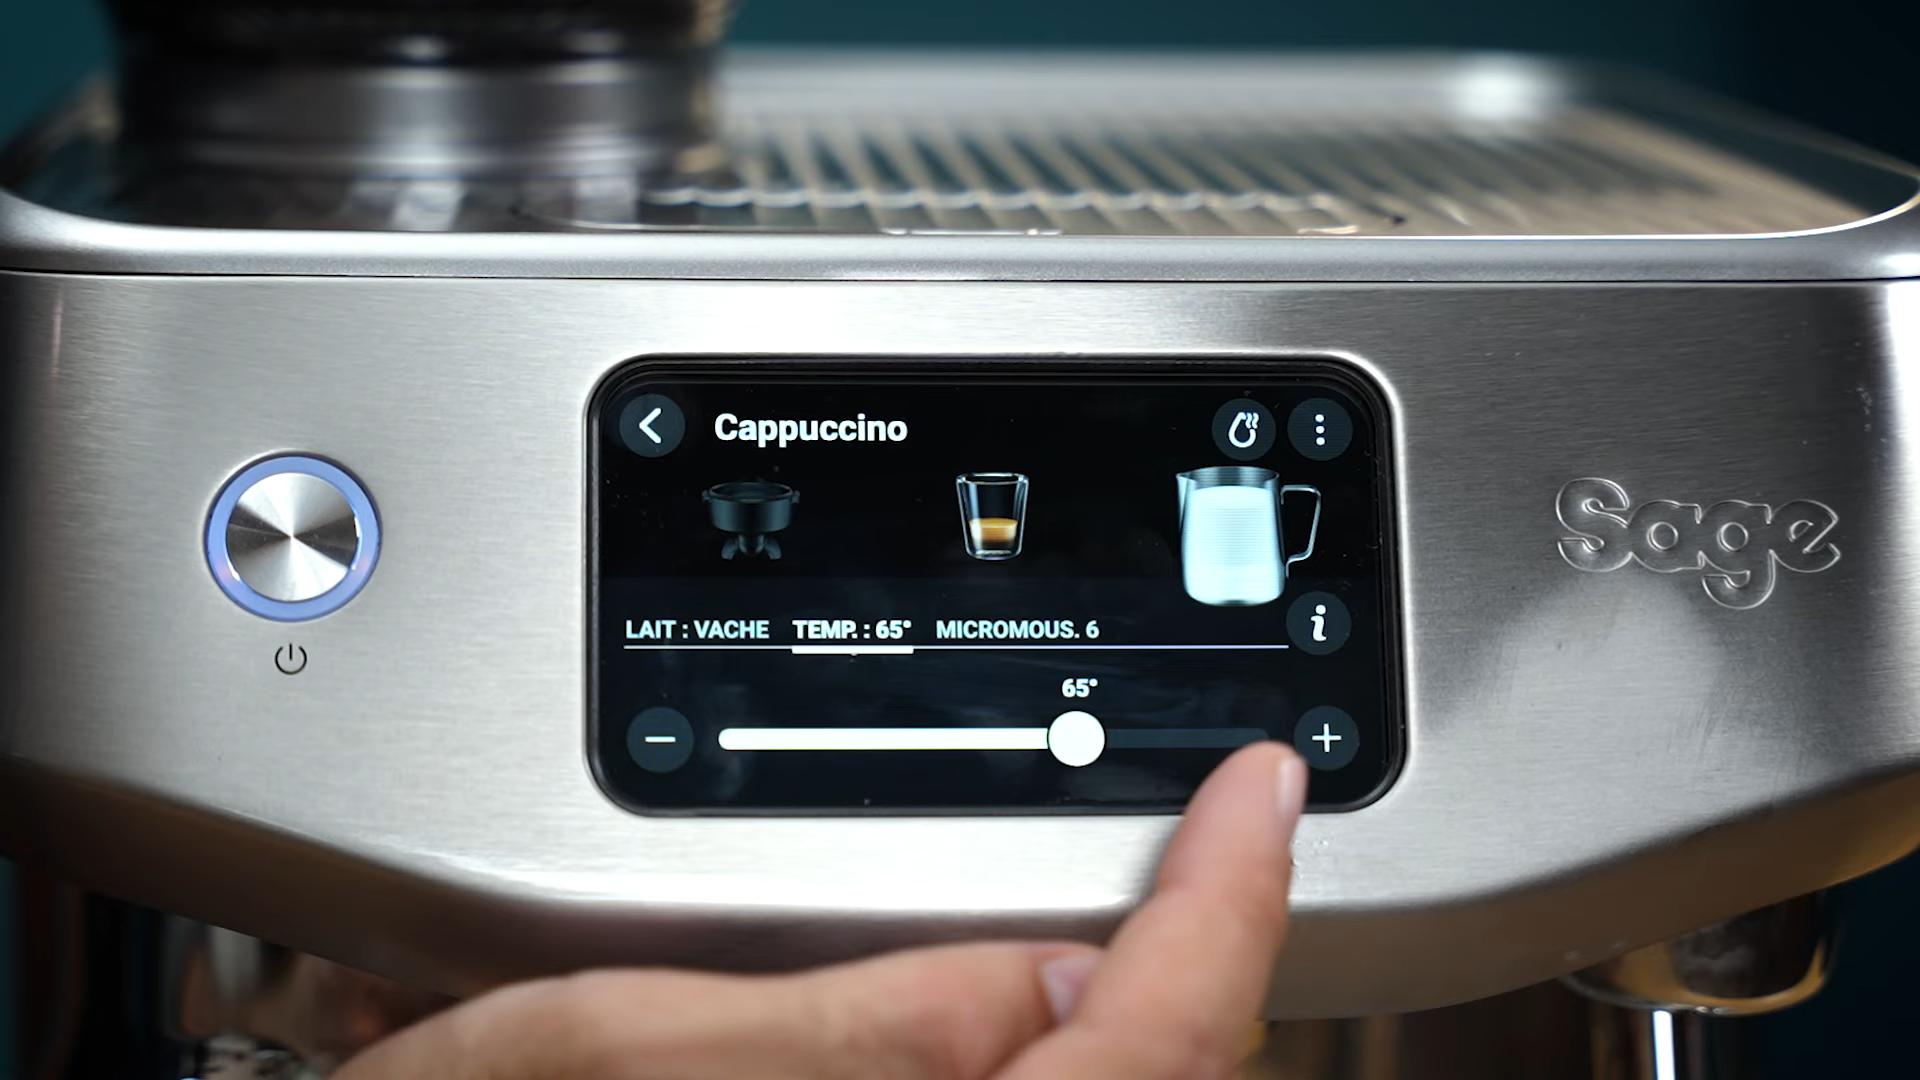 Cappuccino
Sage
LAIT : VACHE TEMP. : 65° MICROMOUS. 6
i
65°